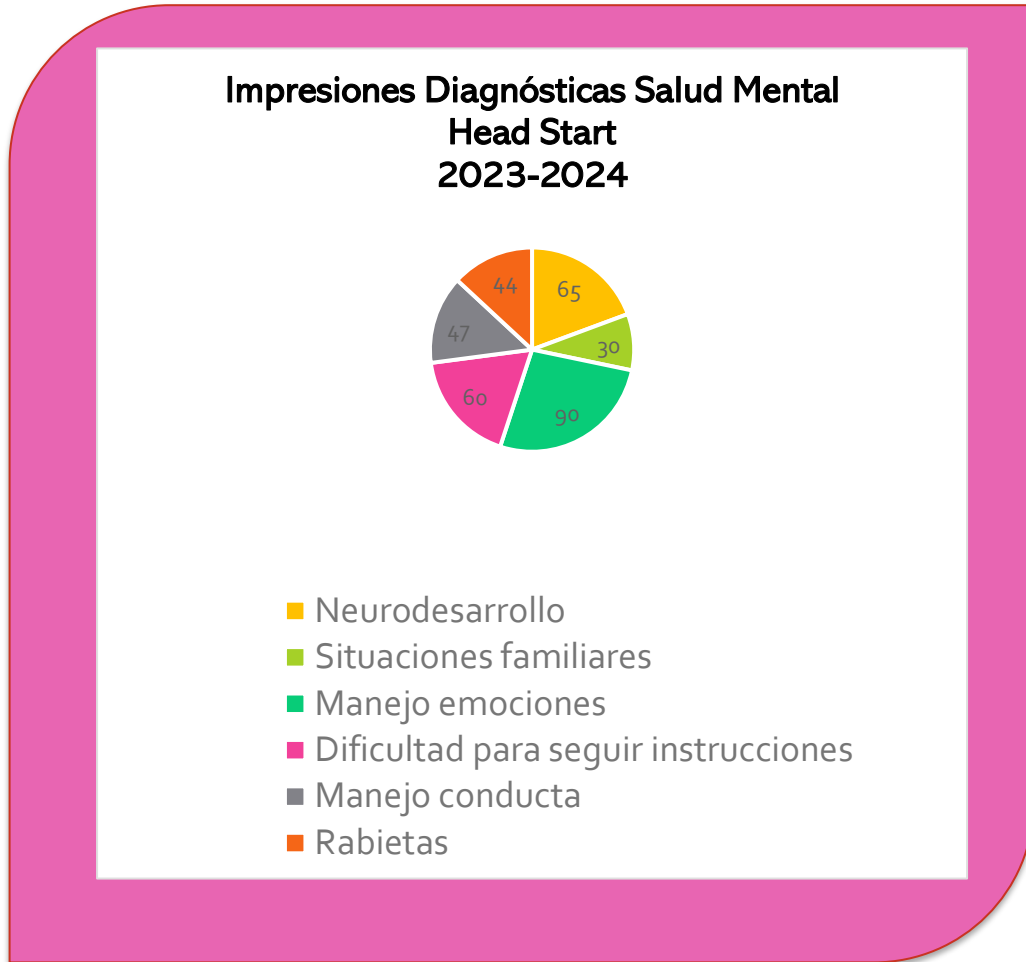 Impresiones Diagnósticas Salud Mental
Head Start
2023-2024
44
65
47
30
60
90
Neurodesarrollo
Situaciones familiares
Manejo emociones
Dificultad para seguir instrucciones
Manejo conducta
Rabietas